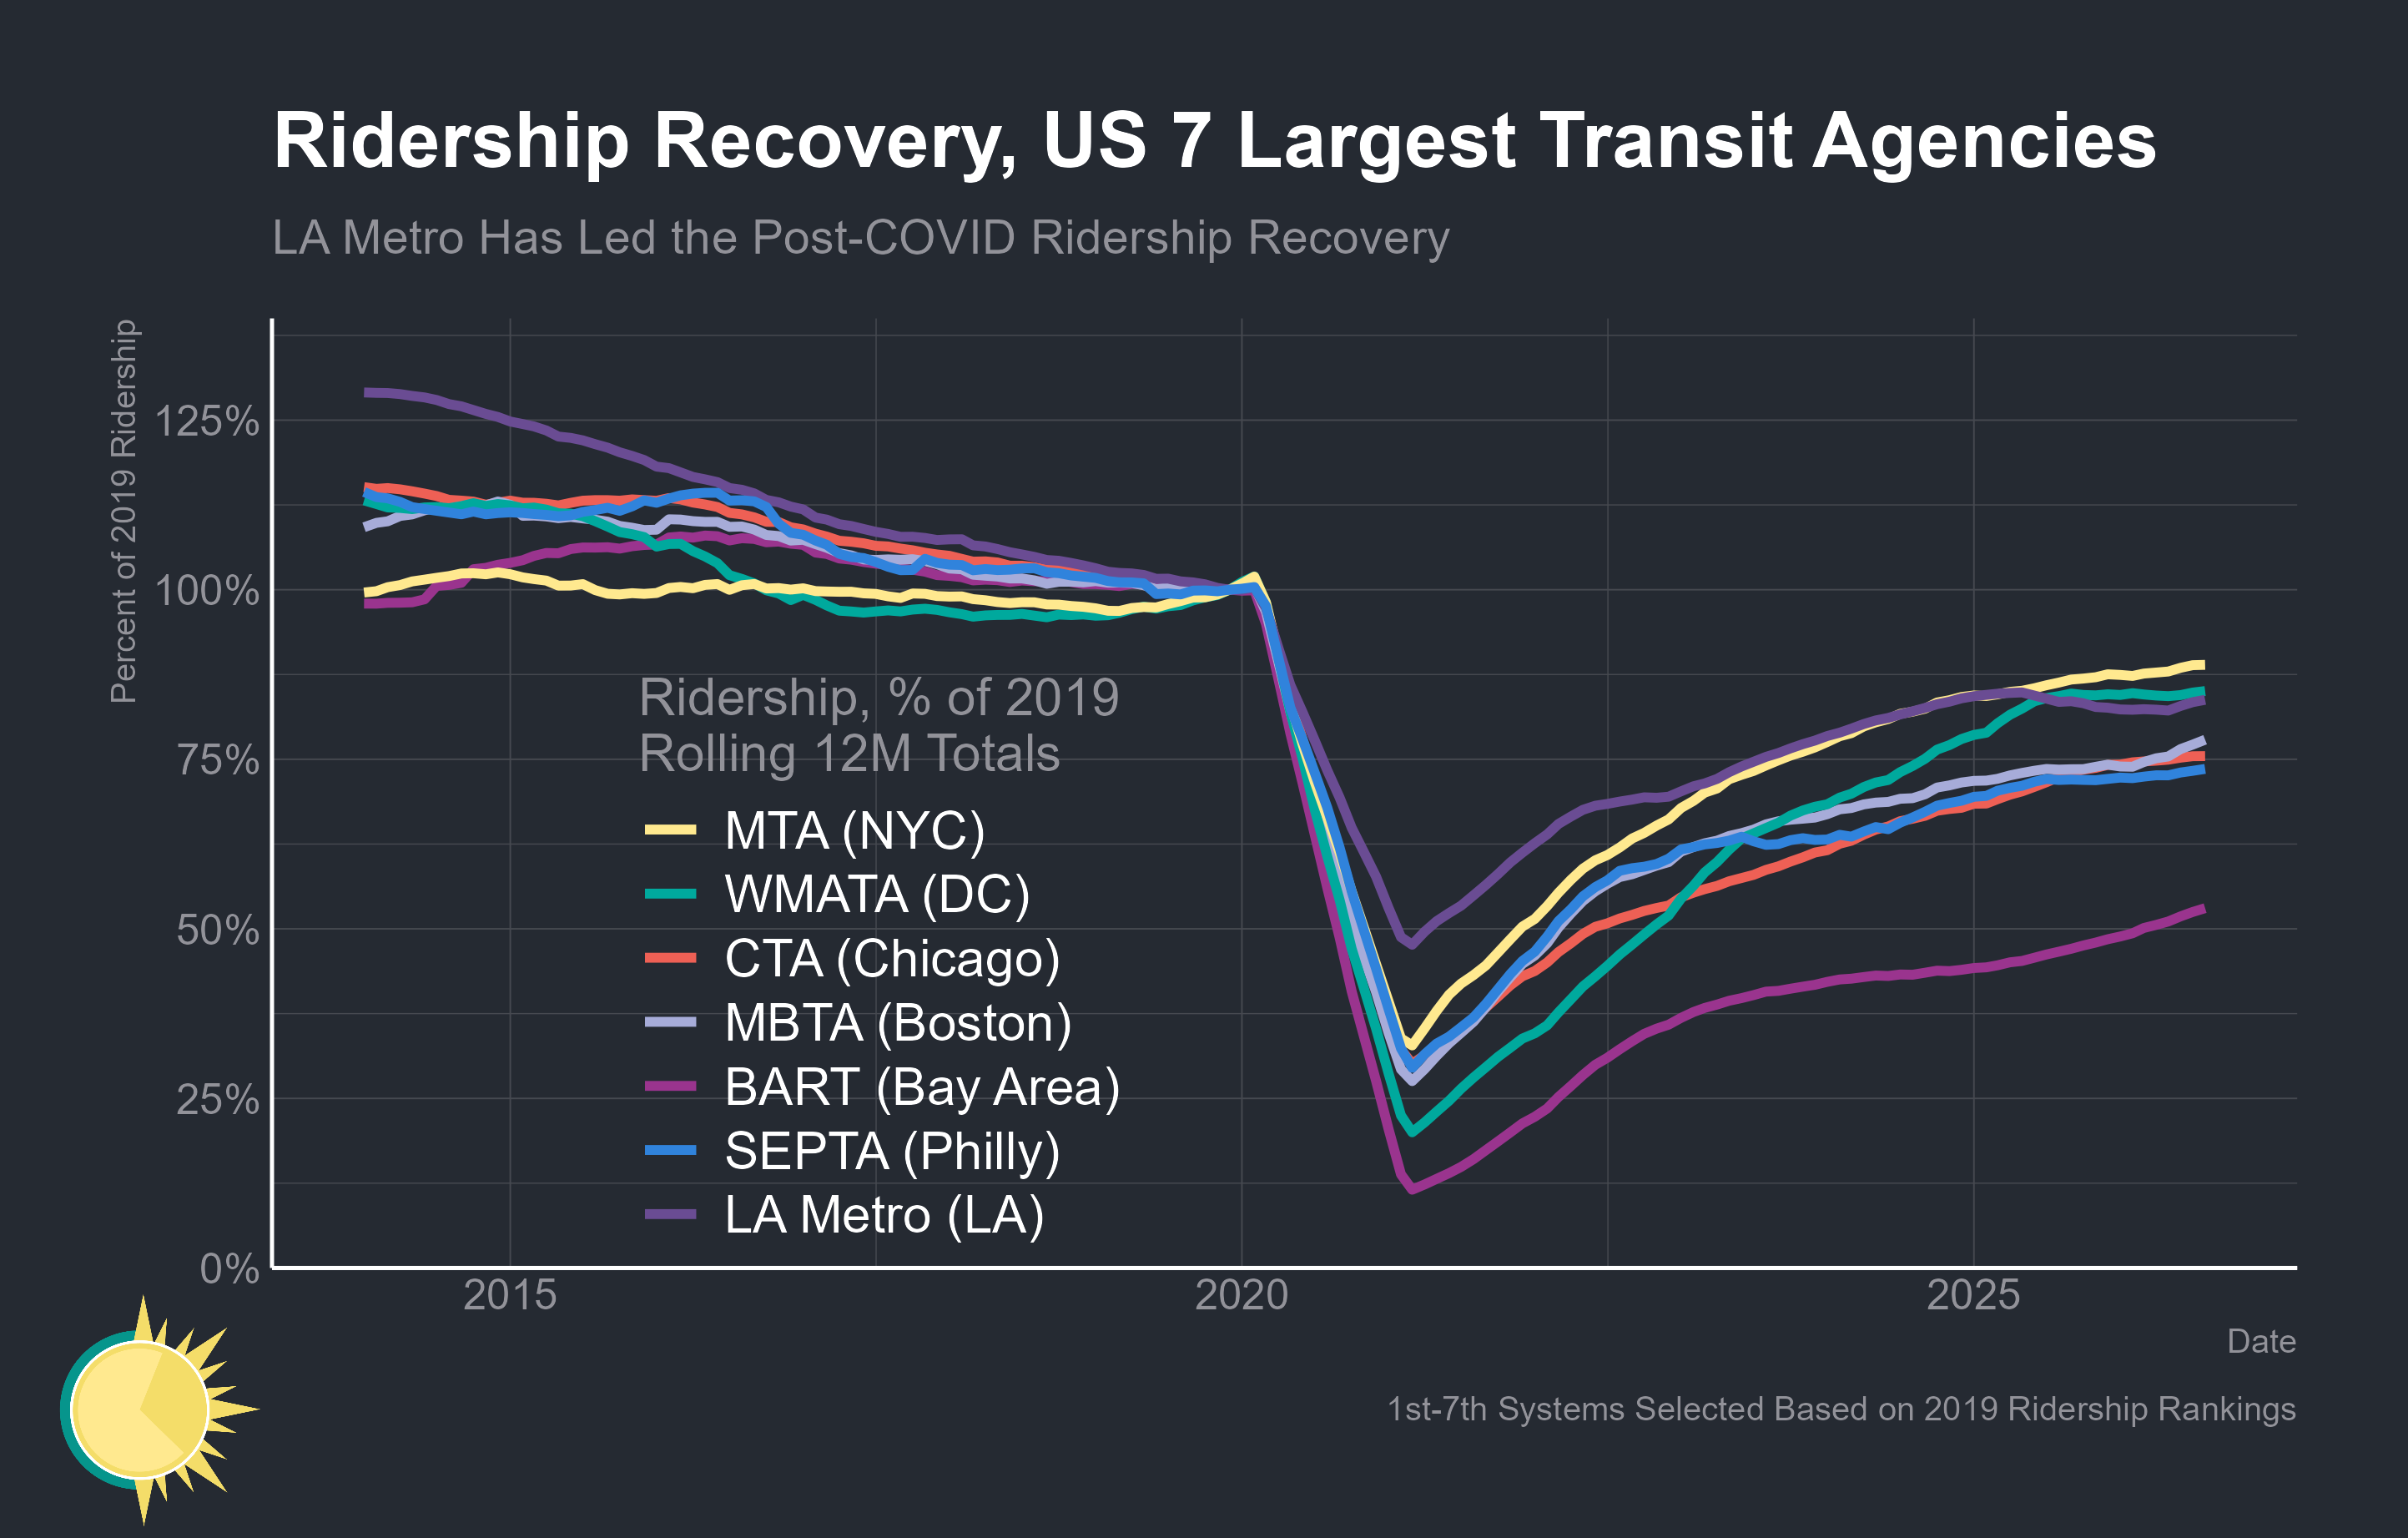 Ridership Recovery, US 7 Largest Transit Agencies
LA Metro Has Led the Post-COVID Ridership Recovery
Percent of 2019 Ridership
125%
100%
75%
50%
25%
0%
Ridership, % of 2019
Rolling 12M Totals
MTA (NYC)
WMATA (DC)
CTA (Chicago)
MBTA (Boston)
BART (Bay Area)
SEPTA (Philly)
LA Metro (LA)
2015
2020
2025
Date
1st-7th Systems Selected Based on 2019 Ridership Rankings